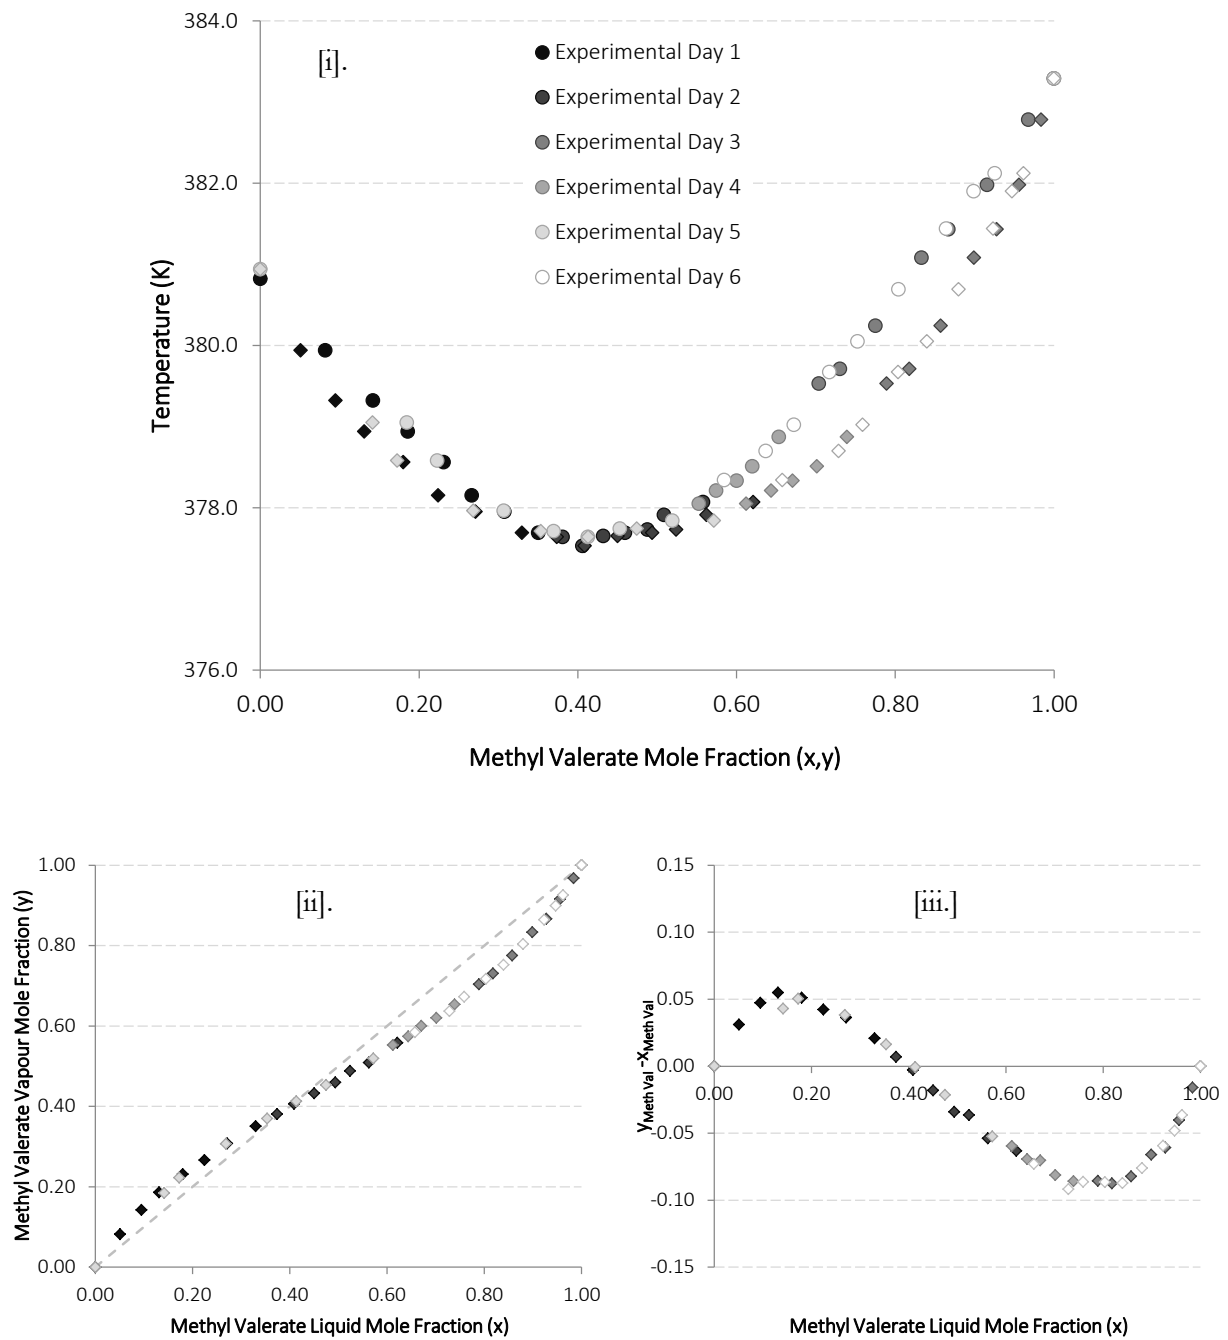 384.0
[i].
Experimental Day 1
Experimental Day 2
Experimental Day 3
Experimental Day 4
Experimental Day 5
Experimental Day 6
382.0
380.0
378.0
376.0
Temperature (K)
0.00 0.20 0.40 0.60 0.80 1.00
Methyl Valerate Mole Fraction (x,y)
[ii].
1.00
0.80
0.60
0.40
0.20
0.00
Methyl Valerate Vapour Mole Fraction (y)
0.00 0.20 0.40 0.60 0.80 1.00
Methyl Valerate Liquid Mole Fraction (x)
[iii.]
0.15
0.10
0.05
0.00
-0.05
-0.10
-0.15
yMeth Val -xMeth Val
0.00 0.20 0.40 0.60 0.80 1.00
Methyl Valerate Liquid Mole Fraction (x)